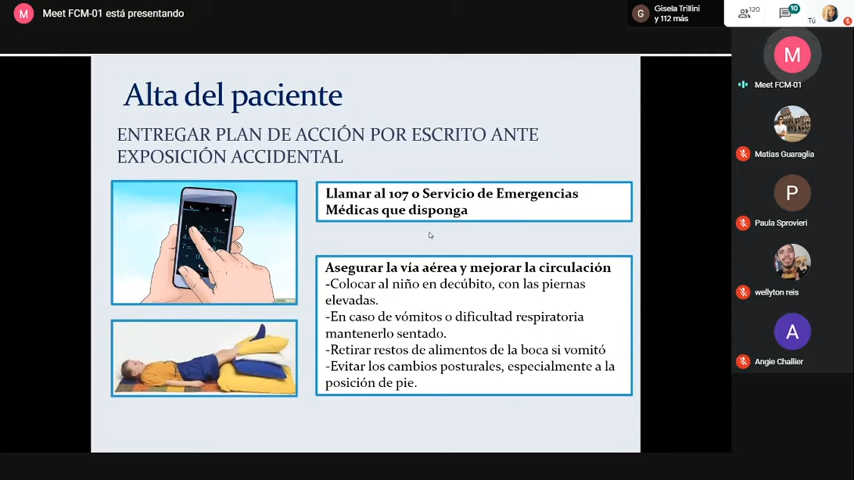 M Meet FCM-01 está presentando
G Gisela Trillini
y 112 más
120
10
Tú
Alta del paciente
ENTREGAR PLAN DE ACCIÓN POR ESCRITO ANTE
EXPOSICIÓN ACCIDENTAL
Llamar al 107 o Servicio de Emergencias
Médicas que disponga
Asegurar la vía aérea y mejorar la circulación
-Colocar al niño en decúbito, con las piernas
elevadas.
-En caso de vómitos o dificultad respiratoria
mantenerlo sentado.
-Retirar restos de alimentos de la boca si vomitó
-Evitar los cambios posturales, especialmente a la
posición de pie.
M
Meet FCM-01
Matias Guaraglia
P
Paula Sprovieri
wellyton reis
A
Angie Challier